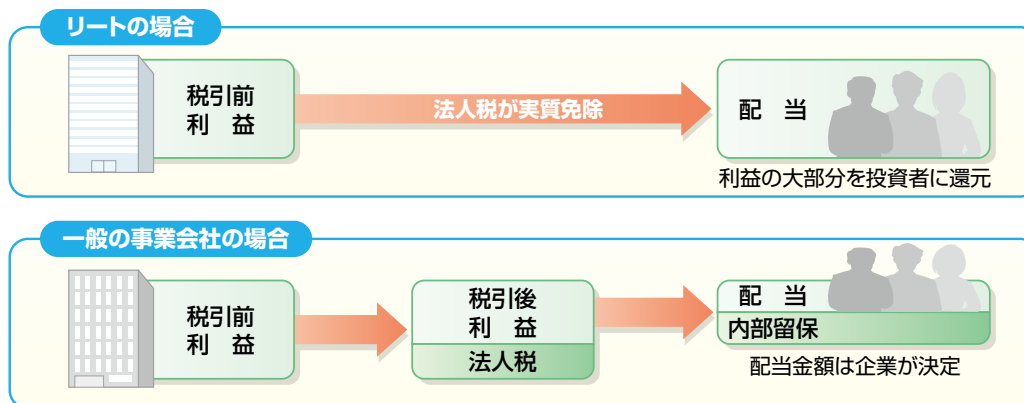 リートの場合
税引前
利　益
法人税が実質免除
配　当
利益の大部分を投資者に還元
一般の事業会社の場合
税引前
利　益
税引後
利　益
法人税
配　当
内部留保
配当金額は企業が決定